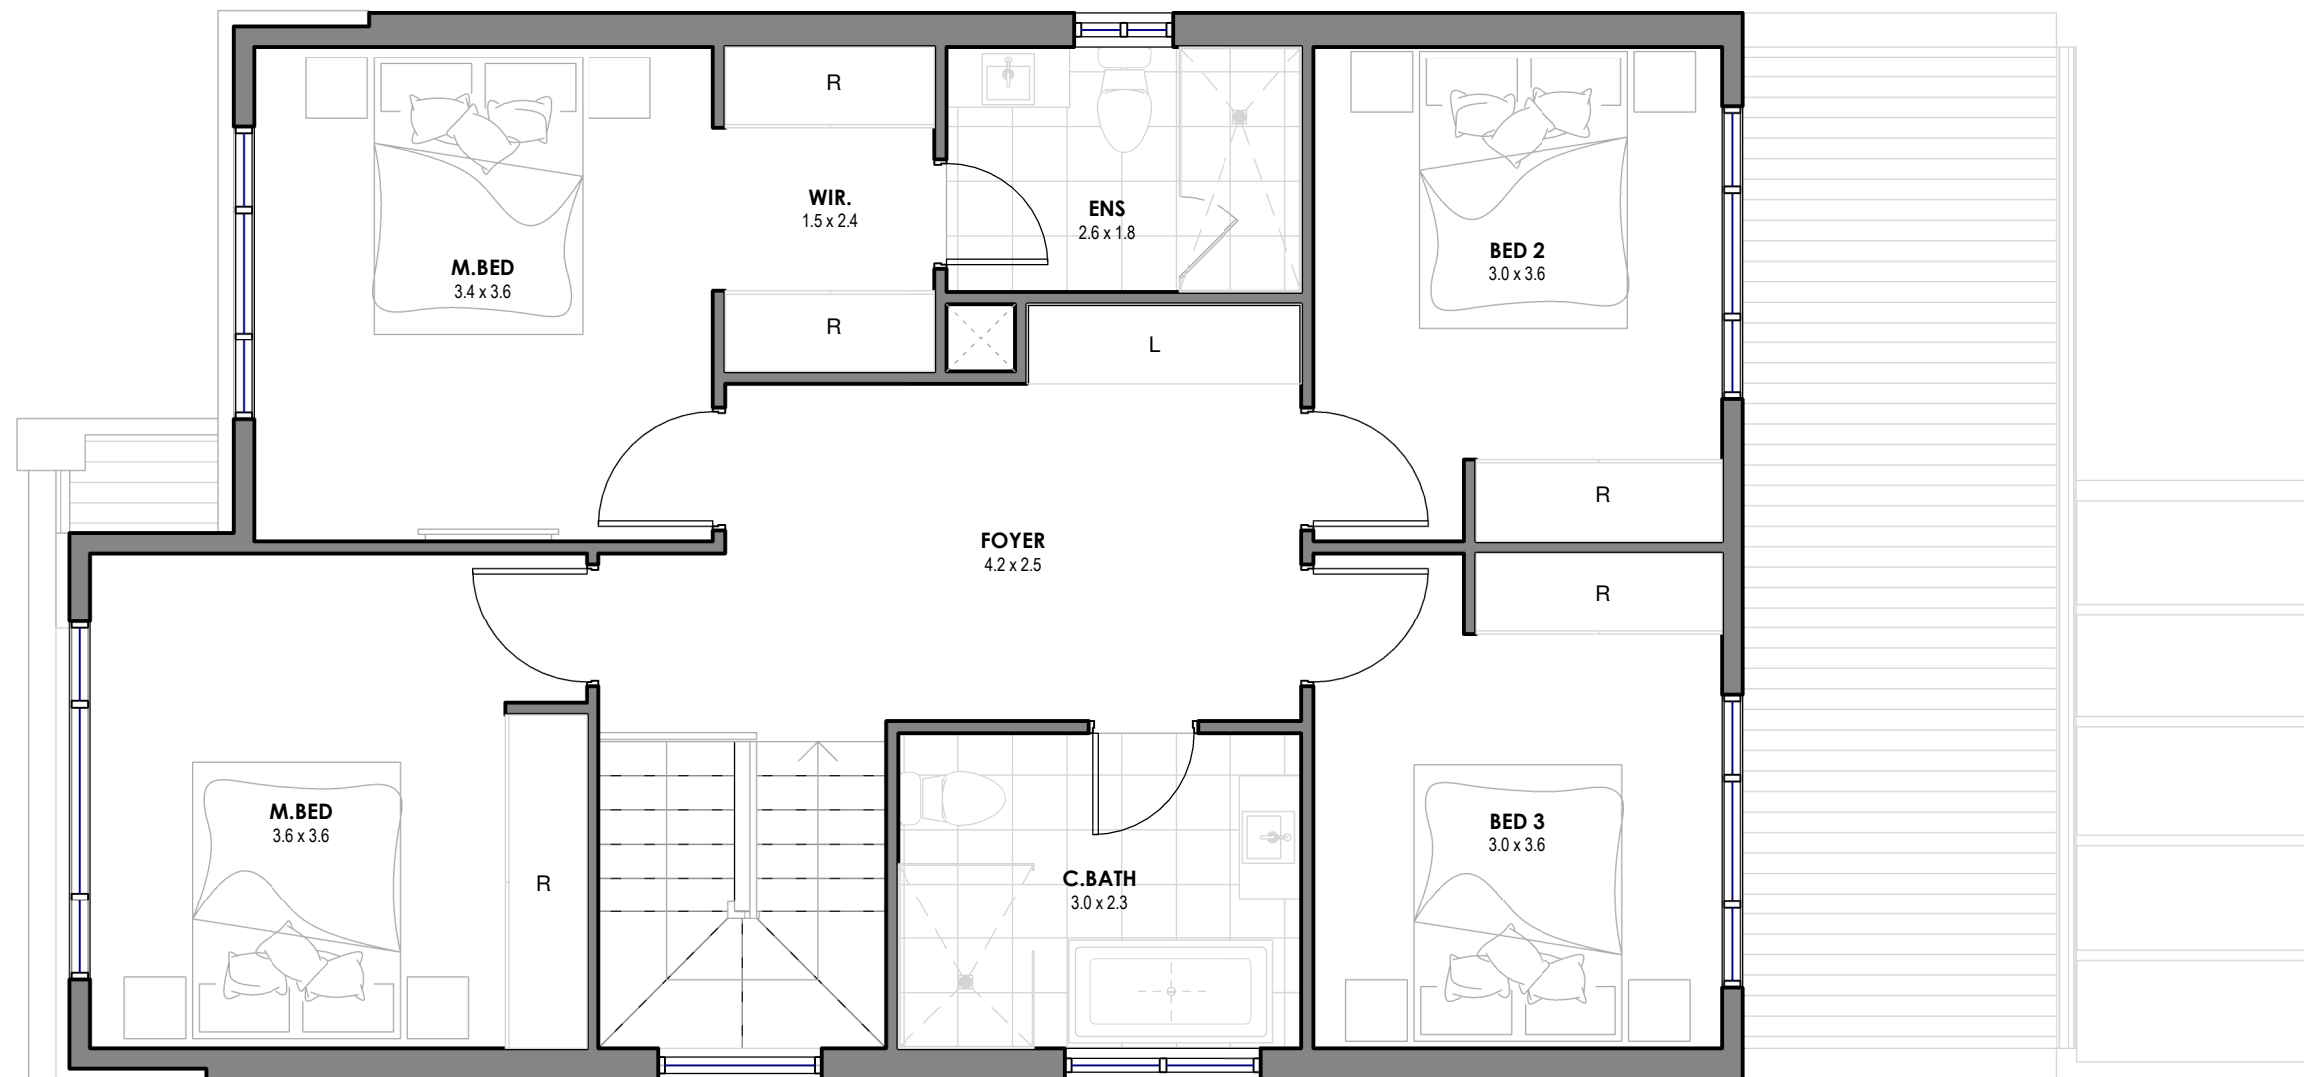 R
WIR.
1.5 x 2.4
ENS
2.6 x 1.8
M.BED
3.4 x 3.6
BED 2
3.0 x 3.6
R
L
R
FOYER
4.2 x 2.5
R
M.BED
3.6 x 3.6
R
C.BATH
3.0 x 2.3
BED 3
3.0 x 3.6